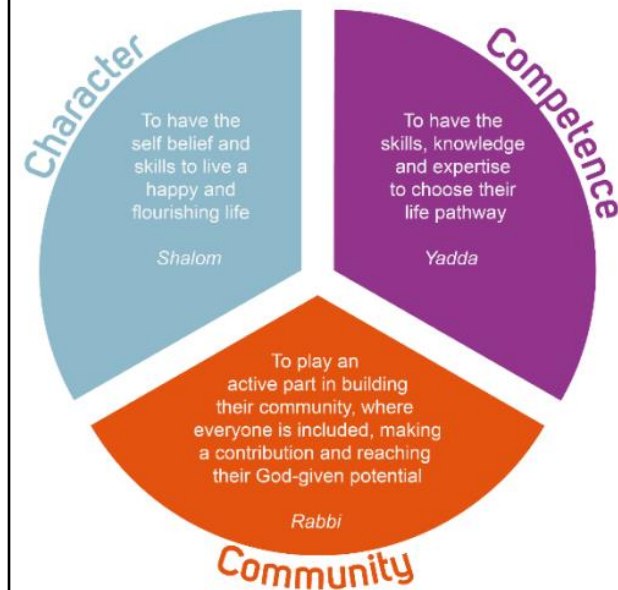 Character
To have the
self belief and
skills to live a
happy and
flourishing life
Shalom
Competence
To have the
skills, knowledge
and expertise
to choose their
life pathway
Yadda
To play an
active part in building
their community, where
everyone is included, making
a contribution and reaching
their God-given potential
Rabbi
Community